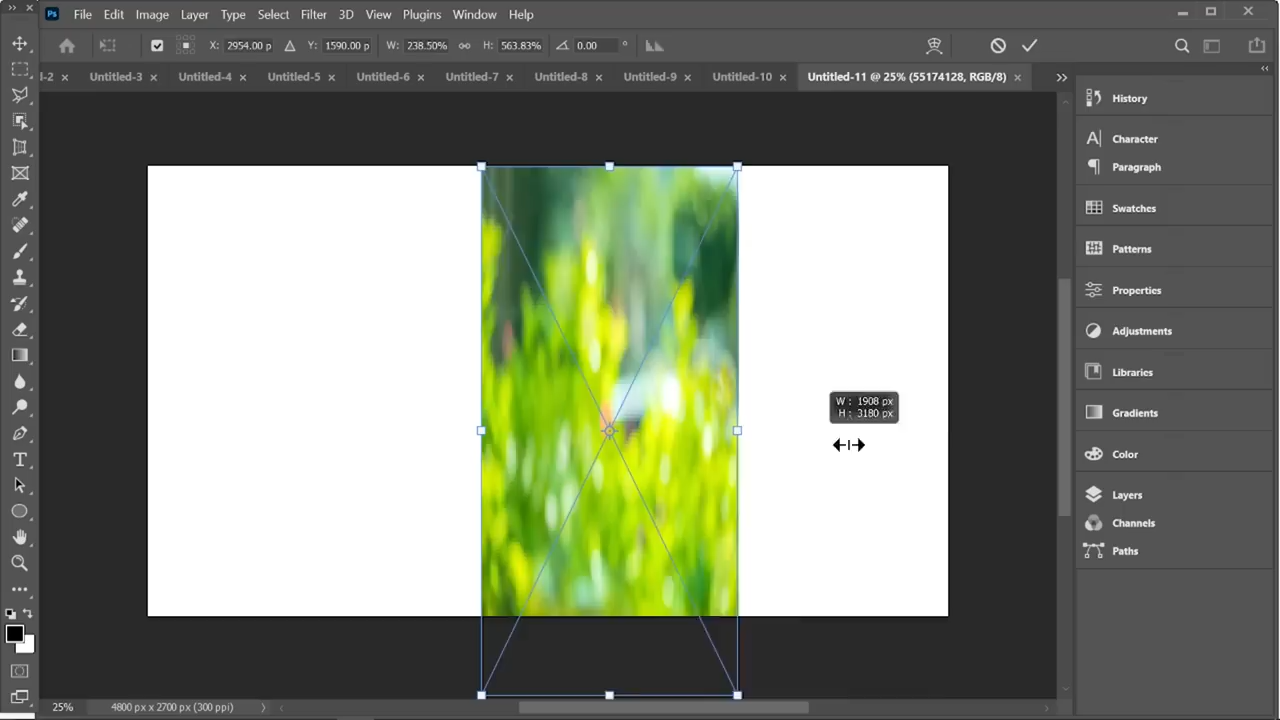 Ps File Edit Image Layer Type Select Filter 3D View Plugins Window Help
X: 2954.00 p Y: 1590.00 p W: 238.50% H: 563.83% 0.00 °
l-2 × Untitled-3 × Untitled-4 × Untitled-5 × Untitled-6 × Untitled-7 × Untitled-8 × Untitled-9 × Untitled-10 × Untitled-11 @ 25% (55174128, RGB/8) ×
History
Character
Paragraph
Swatches
Patterns
Properties
Adjustments
Libraries
W : 1908 px
H : 3180 px
Gradients
Color
Layers
Channels
Paths
25% 4800 px x 2700 px (300 ppi)